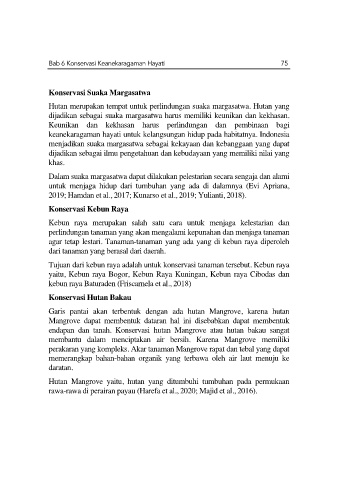 Bab 6 Konservasi Keanekaragaman Hayati 75
Konservasi Suaka Margasatwa
Hutan merupakan tempat untuk perlindungan suaka margasatwa. Hutan yang
dijadikan sebagai suaka margasatwa harus memiliki keunikan dan kekhasan.
Keunikan dan kekhasan harus perlindungan dan pembinaan bagi
keanekaragaman hayati untuk kelangsungan hidup pada habitatnya. Indonesia
menjadikan suaka margasatwa sebagai kekayaan dan kebanggaan yang dapat
dijadikan sebagai ilmu pengetahuan dan kebudayaan yang memiliki nilai yang
khas.
Dalam suaka margasatwa dapat dilakukan pelestarian secara sengaja dan alami
untuk menjaga hidup dari tumbuhan yang ada di dalamnya (Evi Apriana,
2019; Hamdan et al., 2017; Kunarso et al., 2019; Yulianti, 2018).
Konservasi Kebun Raya
Kebun raya merupakan salah satu cara untuk menjaga kelestarian dan
perlindungan tanaman yang akan mengalami kepunahan dan menjaga tanaman
agar tetap lestari. Tanaman-tanaman yang ada yang di kebun raya diperoleh
dari tanaman yang berasal dari daerah.
Tujuan dari kebun raya adalah untuk konservasi tanaman tersebut. Kebun raya
yaitu, Kebun raya Bogor, Kebun Raya Kuningan, Kebun raya Cibodas dan
kebun raya Baturaden (Friscamela et al., 2018)
Konservasi Hutan Bakau
Garis pantai akan terbentuk dengan ada hutan Mangrove, karena hutan
Mangrove dapat membentuk dataran hal ini disebabkan dapat membentuk
endapan dan tanah. Konservasi hutan Mangrove atau hutan bakau sangat
membantu dalam menciptakan air bersih. Karena Mangrove memiliki
perakaran yang kompleks. Akar tanaman Mangrove rapat dan tebal yang dapat
memerangkap bahan-bahan organik yang terbawa oleh air laut menuju ke
daratan.
Hutan Mangrove yaitu, hutan yang ditumbuhi tumbuhan pada permukaan
rawa-rawa di perairan payau (Harefa et al., 2020; Majid et al., 2016).